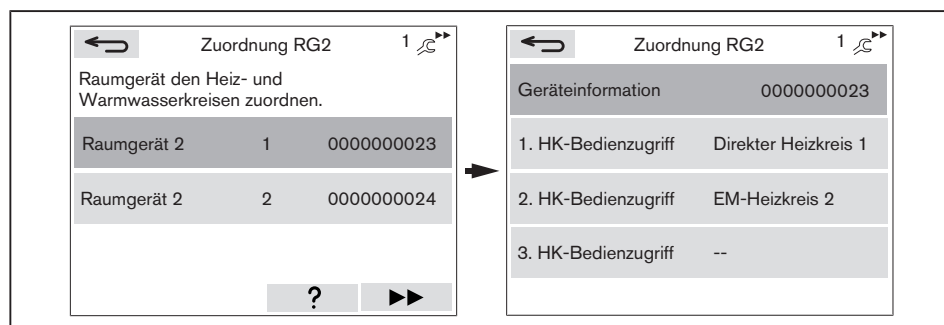 Zuordnung RG2 1
Raumgerät den Heiz- und
Warmwasserkreisen zuordnen.
Raumgerät 2 1 0000000023
Raumgerät 2 2 0000000024
?
Zuordnung RG2 1
Geräteinformation 0000000023
1. HK-Bedienzugriff Direkter Heizkreis 1
2. HK-Bedienzugriff EM-Heizkreis 2
3. HK-Bedienzugriff --